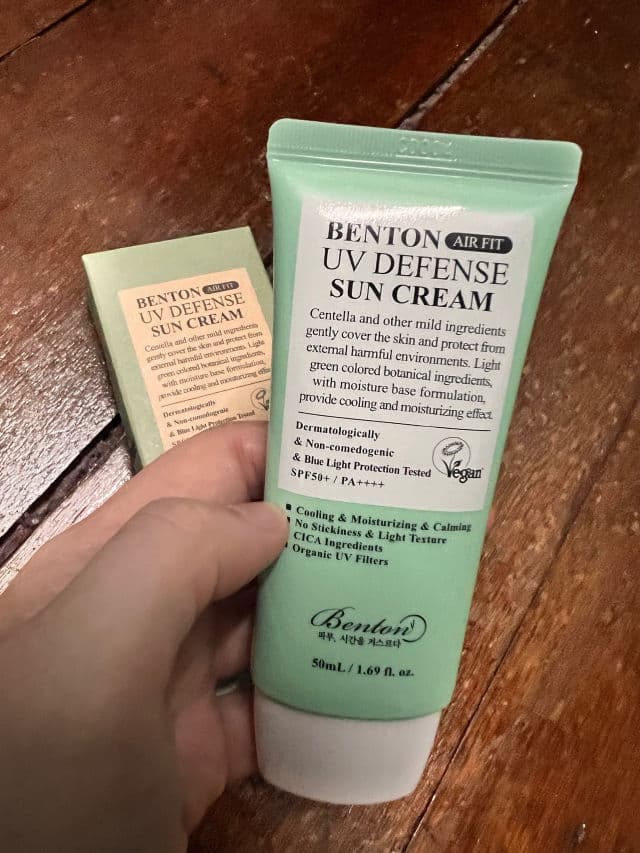 BENTON AIR FIT
UV DEFENSE
SUN CREAM
Centella and other mild ingredients
gently cover the skin and protect from
external harmful environments. Light
green colored botanical ingredients,
with moisture base formulation,
provide cooling and moisturizing effect.
Dermatologically
& Non-comedogenic
& Blue Light Protection Tested
SPF50+ / PA++++
Vegan
Cooling & Moisturizing & Calming
No Stickiness & Light Texture
CICA Ingredients
Organic UV Filters
Benton
피부, 시간을 거스르다
50mL / 1.69 fl. oz.
BENTON AIR FIT
UV DEFENSE
SUN CREAM
Centella and other mild ingredients
gently cover the skin and protect from
external harmful environments. Light
green colored botanical ingredients,
with moisture base formulation,
provide cooling and moisturizing
Dermatologically
& Non-comedogenic
& Blue Light Protection Tested